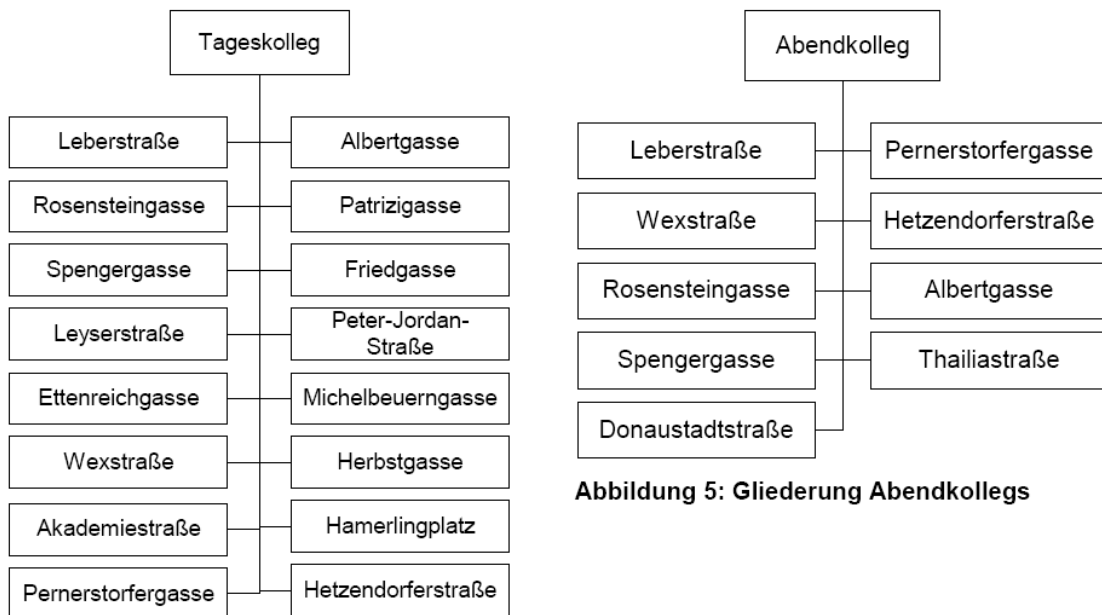 Tageskolleg
Leberstraße
Albertgasse
Rosensteingasse
Patrizigasse
Spengergasse
Friedgasse
Leyserstraße
Peter-Jordan-
Straße
Ettenreichgasse
Michelbeuerngasse
Wexstraße
Herbstgasse
Akademiestraße
Hamerlingplatz
Pernerstorfergasse
Hetzendorferstraße
Abendkolleg
Leberstraße
Pernerstorfergasse
Wexstraße
Hetzendorferstraße
Rosensteingasse
Albertgasse
Spengergasse
Thailiastraße
Donaustadtstraße
Abbildung 5: Gliederung Abendkollegs